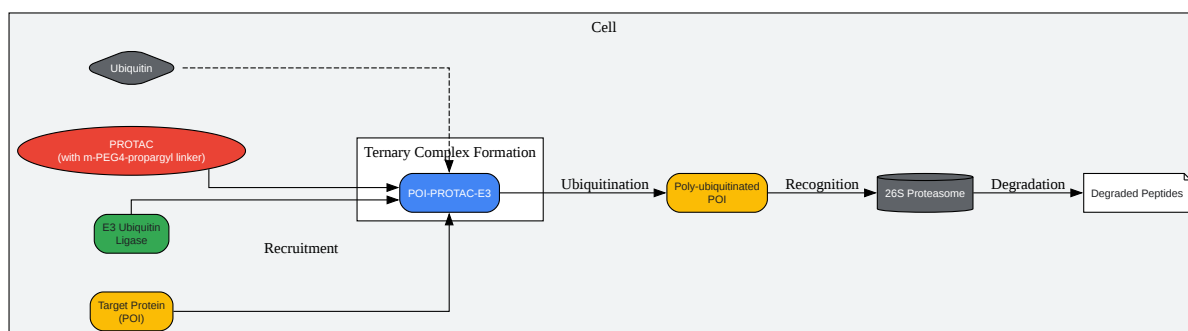 Cell
Ubiquitin
PROTAC
(with m-PEG4-propargyl linker)
Ternary Complex Formation
POI-PROTAC-E3
Ubiquitination
Poly-ubiquitinated
POI
Recognition
26S Proteasome
Degradation
Degraded Peptides
E3 Ubiquitin
Ligase
Recruitment
Target Protein
(POI)